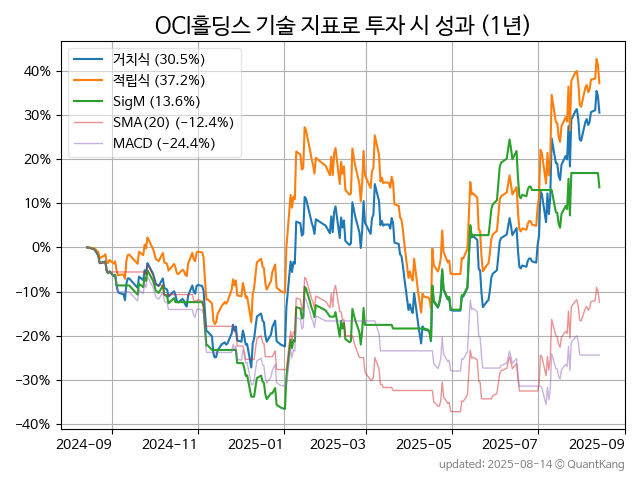 OCI홀딩스 기술 지표로 투자 시 성과 (1년)
거치식 (30.5%)
적립식 (37.2%)
SigM (13.6%)
SMA(20) (−12.4%)
MACD (−24.4%)
40%
30%
20%
10%
0%
−10%
−20%
−30%
−40%
2024-09 2024-11 2025-01 2025-03 2025-05 2025-07 2025-09
updated: 2025-08-14 © QuantKang